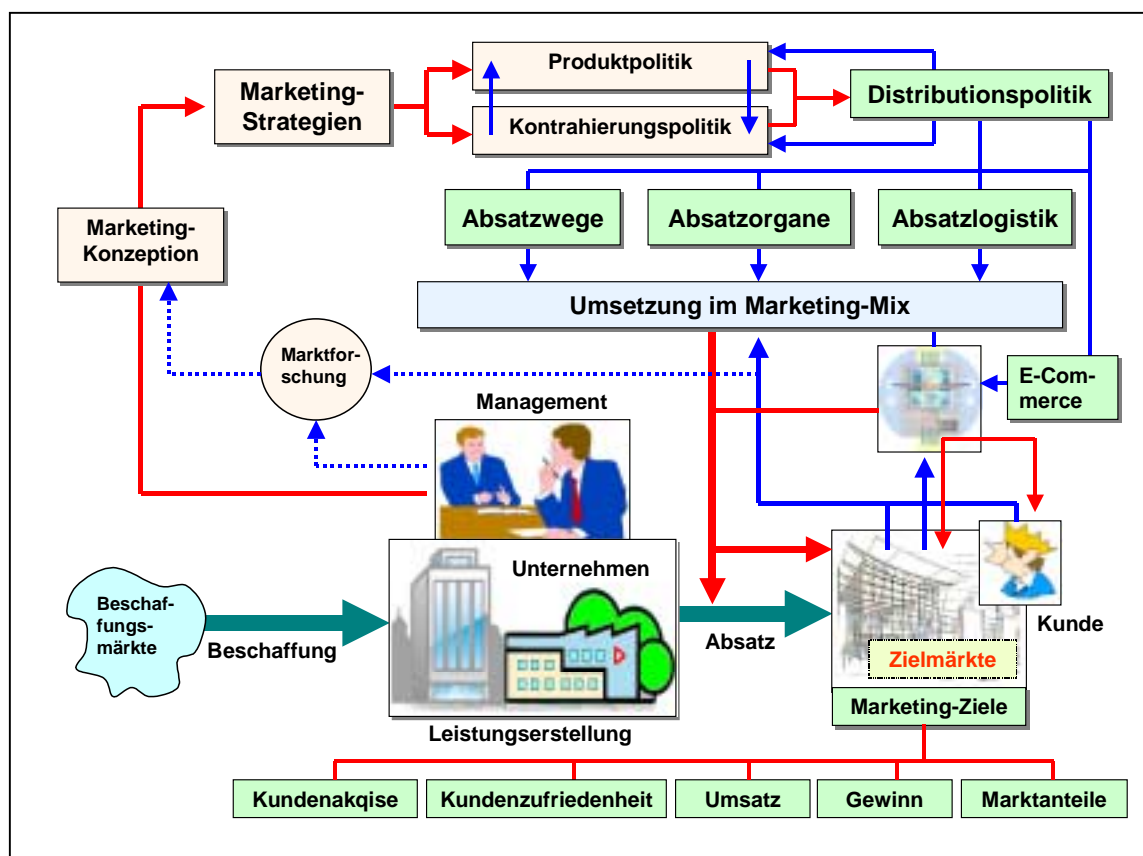 Produktpolitik
Marketing-
Strategien
Distributionspolitik
Kontrahierungspolitik
Absatzwege
Absatzorgane
Absatzlogistik
Marketing-
Konzeption
Umsetzung im Marketing-Mix
Marktfor-
schung
E-Com-
merce
Management
Unternehmen
Beschaf-
fungs-
märkte
Beschaffung
Absatz
Kunde
Zielmärkte
Leistungserstellung
Marketing-Ziele
Kundenakqise
Kundenzufriedenheit
Umsatz
Gewinn
Marktanteile